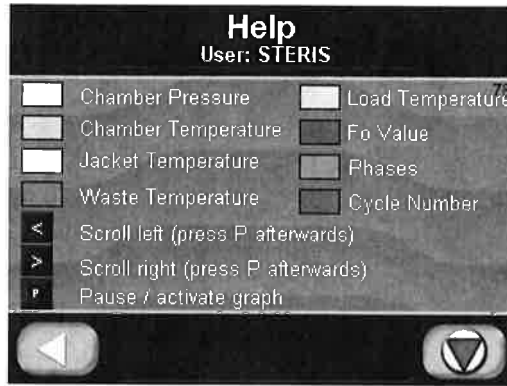 Help
User: STERIS
Chamber Pressure
Load Temperature
Chamber Temperature
Fo Value
Jacket Temperature
Phases
Waste Temperature
Cycle Number
< Scroll left (press P afterwards)
> Scroll right (press P afterwards)
P Pause / activate graph